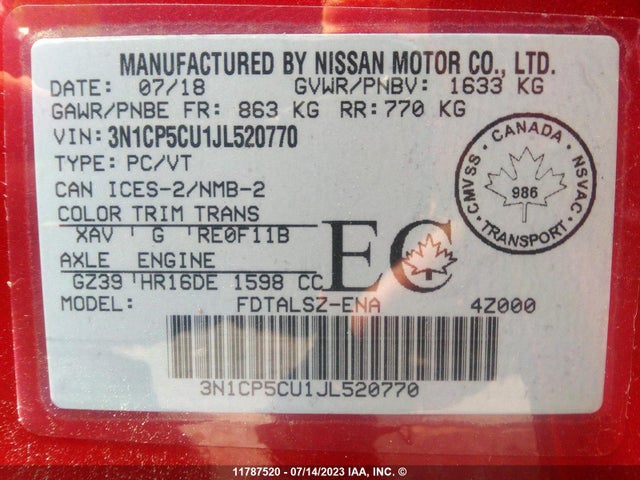 MANUFACTURED BY NISSAN MOTOR CO., LTD.
DATE: 07/18 GVWR/PNBV: 1633 KG
GAWR/PNBE FR: 863 KG RR: 770 KG
VIN: 3N1CP5CU1JL520770
TYPE: PC/VT
CAN ICES-2/NMB-2
COLOR TRIM TRANS
XAV G RE0F11B
AXLE ENGINE
GZ39 HR16DE 1598 CC
MODEL: FDTALSZ-ENA 4Z000
EC
CMVSS • CANADA • NSVAC
986
• TRANSPORT •
3N1CP5CU1JL520770
11787520 - 07/14/2023 IAA, INC. ©